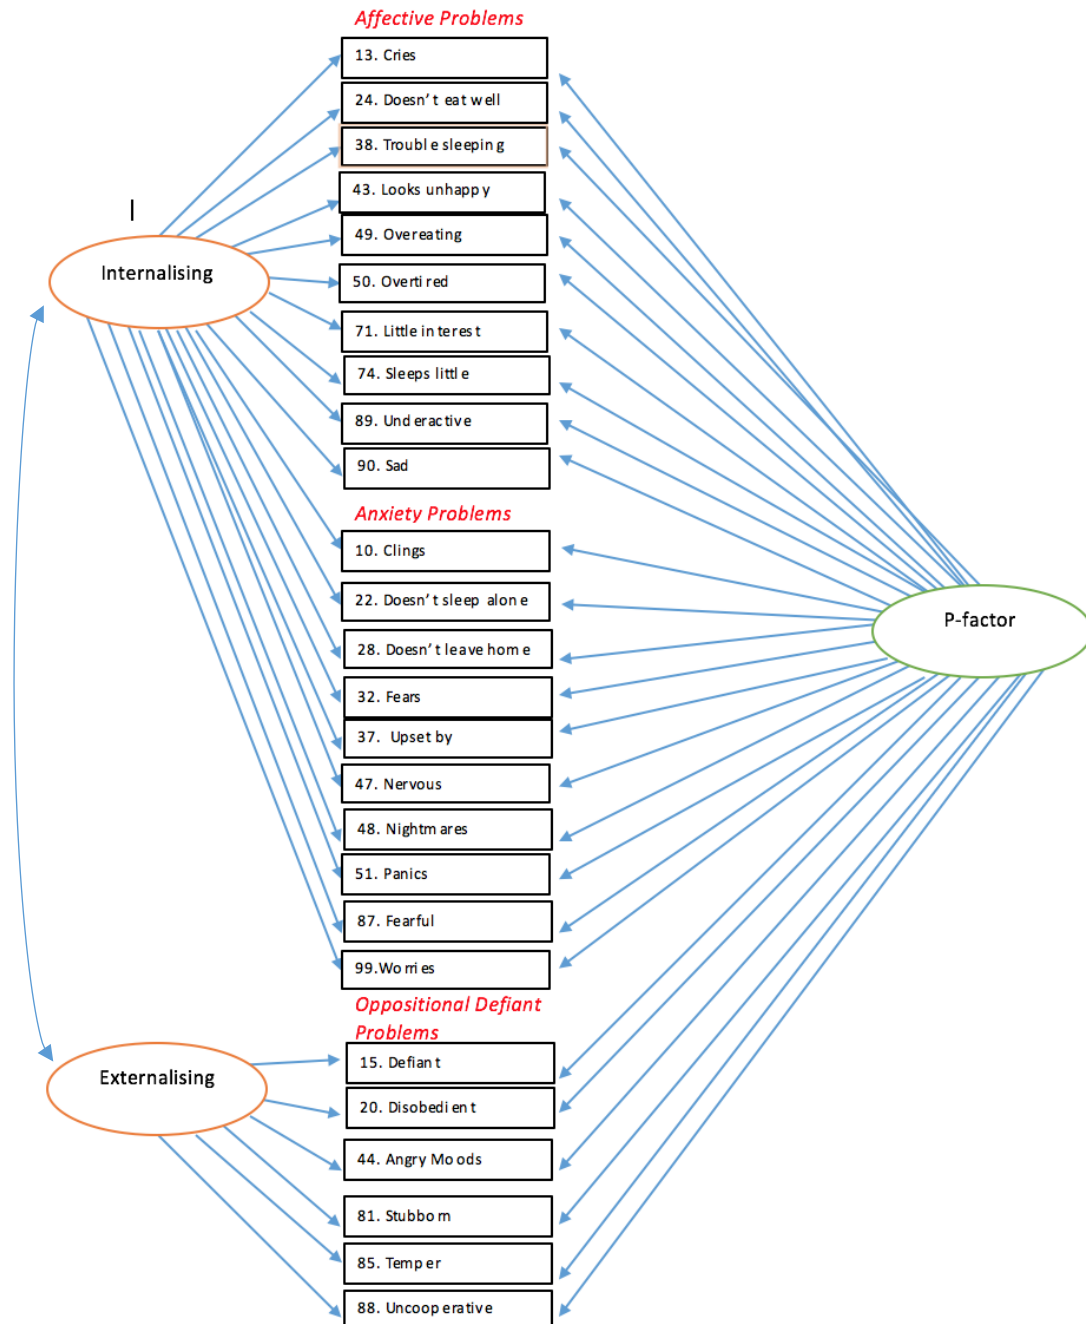 Affective Problems
13. Cries
24. Doesn't eat well
38. Trouble sleeping
43. Looks unhappy
Internalising
49. Overeating
50. Overtired
71. Little interest
74. Sleeps little
89. Underactive
90. Sad
Anxiety Problems
10. Clings
22. Doesn't sleep alone
P-factor
28. Doesn't leave home
32. Fears
37. Upset by
47. Nervous
48. Nightmares
51. Panics
87. Fearful
99.Worries
Oppositional Defiant
Problems
15. Defiant
Externalising
20. Disobedient
44. Angry Moods
81. Stubborn
85. Temper
88. Uncooperative